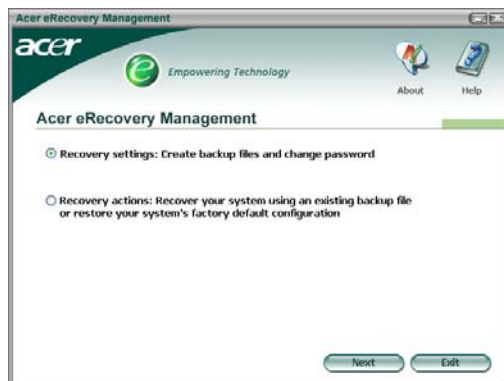 Acer eRecovery Management
acer
e
Empowering Technology
About
Help
Acer eRecovery Management
Recovery settings: Create backup files and change password
Recovery actions: Recover your system using an existing backup file
or restore your system's factory default configuration
Next
Exit